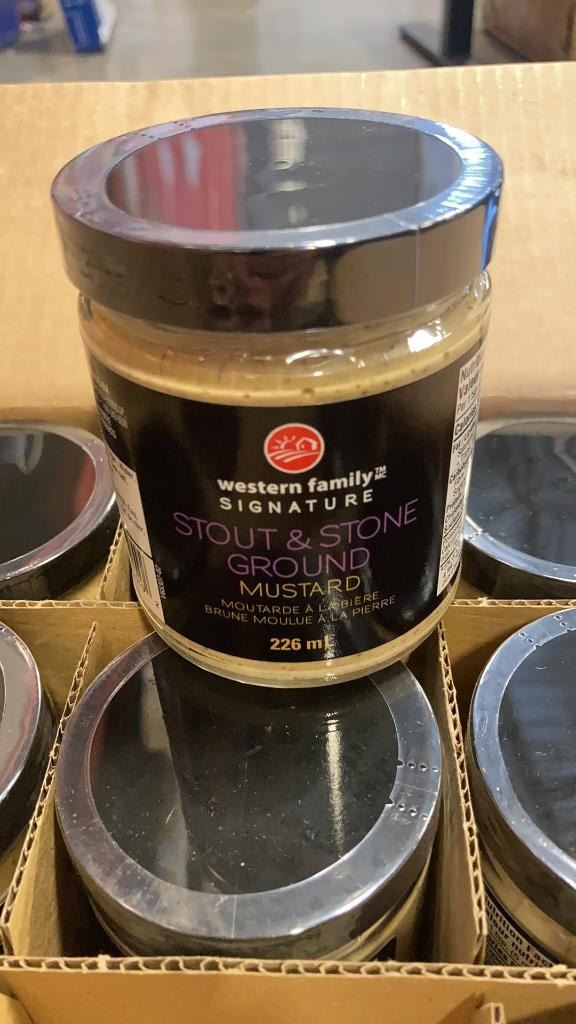 western family™ MC
SIGNATURE
STOUT & STONE
GROUND
MUSTARD
MOUTARDE À LA BIÈRE
BRUNE MOULUE À LA PIERRE
226 mL